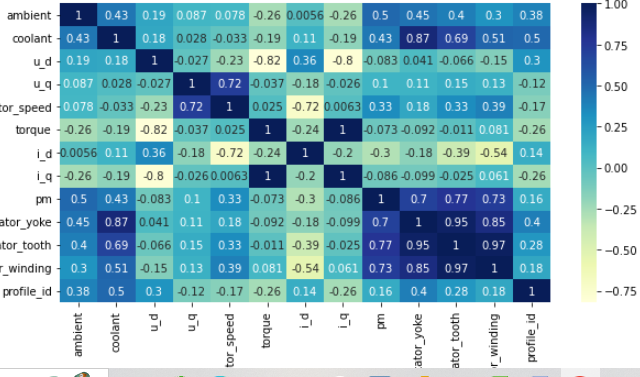 ambient 1 0.43 0.19 0.087 0.078 -0.26 0.0056 -0.26 0.5 0.45 0.4 0.3 0.38
coolant 0.43 1 0.18 0.028 -0.033 -0.19 0.11 -0.19 0.43 0.87 0.69 0.51 0.5
u_d 0.19 0.18 1 -0.027 -0.23 -0.82 0.36 -0.8 -0.083 0.041 -0.066 -0.15 0.3
u_q 0.087 0.028 -0.027 1 0.72 -0.037 -0.18 -0.026 0.1 0.11 0.15 0.13 -0.12
tor_speed 0.078 -0.033 -0.23 0.72 1 0.025 -0.72 0.0063 0.33 0.18 0.33 0.39 -0.17
torque -0.26 -0.19 -0.82 -0.037 0.025 1 -0.24 1 -0.073 -0.092 -0.011 0.081 -0.26
i_d 0.0056 0.11 0.36 -0.18 -0.72 -0.24 1 -0.2 -0.3 -0.18 -0.39 -0.54 0.14
i_q -0.26 -0.19 -0.8 -0.026 0.0063 1 -0.2 1 -0.086 -0.099 -0.025 0.061 -0.26
pm 0.5 0.43 -0.083 0.1 0.33 -0.073 -0.3 -0.086 1 0.7 0.77 0.73 0.16
ator_yoke 0.45 0.87 0.041 0.11 0.18 -0.092 -0.18 -0.099 0.7 1 0.95 0.85 0.4
ator_tooth 0.4 0.69 -0.066 0.15 0.33 -0.011 -0.39 -0.025 0.77 0.95 1 0.97 0.28
r_winding 0.3 0.51 -0.15 0.13 0.39 0.081 -0.54 0.061 0.73 0.85 0.97 1 0.18
profile_id 0.38 0.5 0.3 -0.12 -0.17 -0.26 0.14 -0.26 0.16 0.4 0.28 0.18 1
ambient
coolant
u_d
u_q
tor_speed
torque
i_d
i_q
pm
ator_yoke
ator_tooth
r_winding
profile_id
1.00
0.75
0.50
0.25
0.00
−0.25
−0.50
−0.75